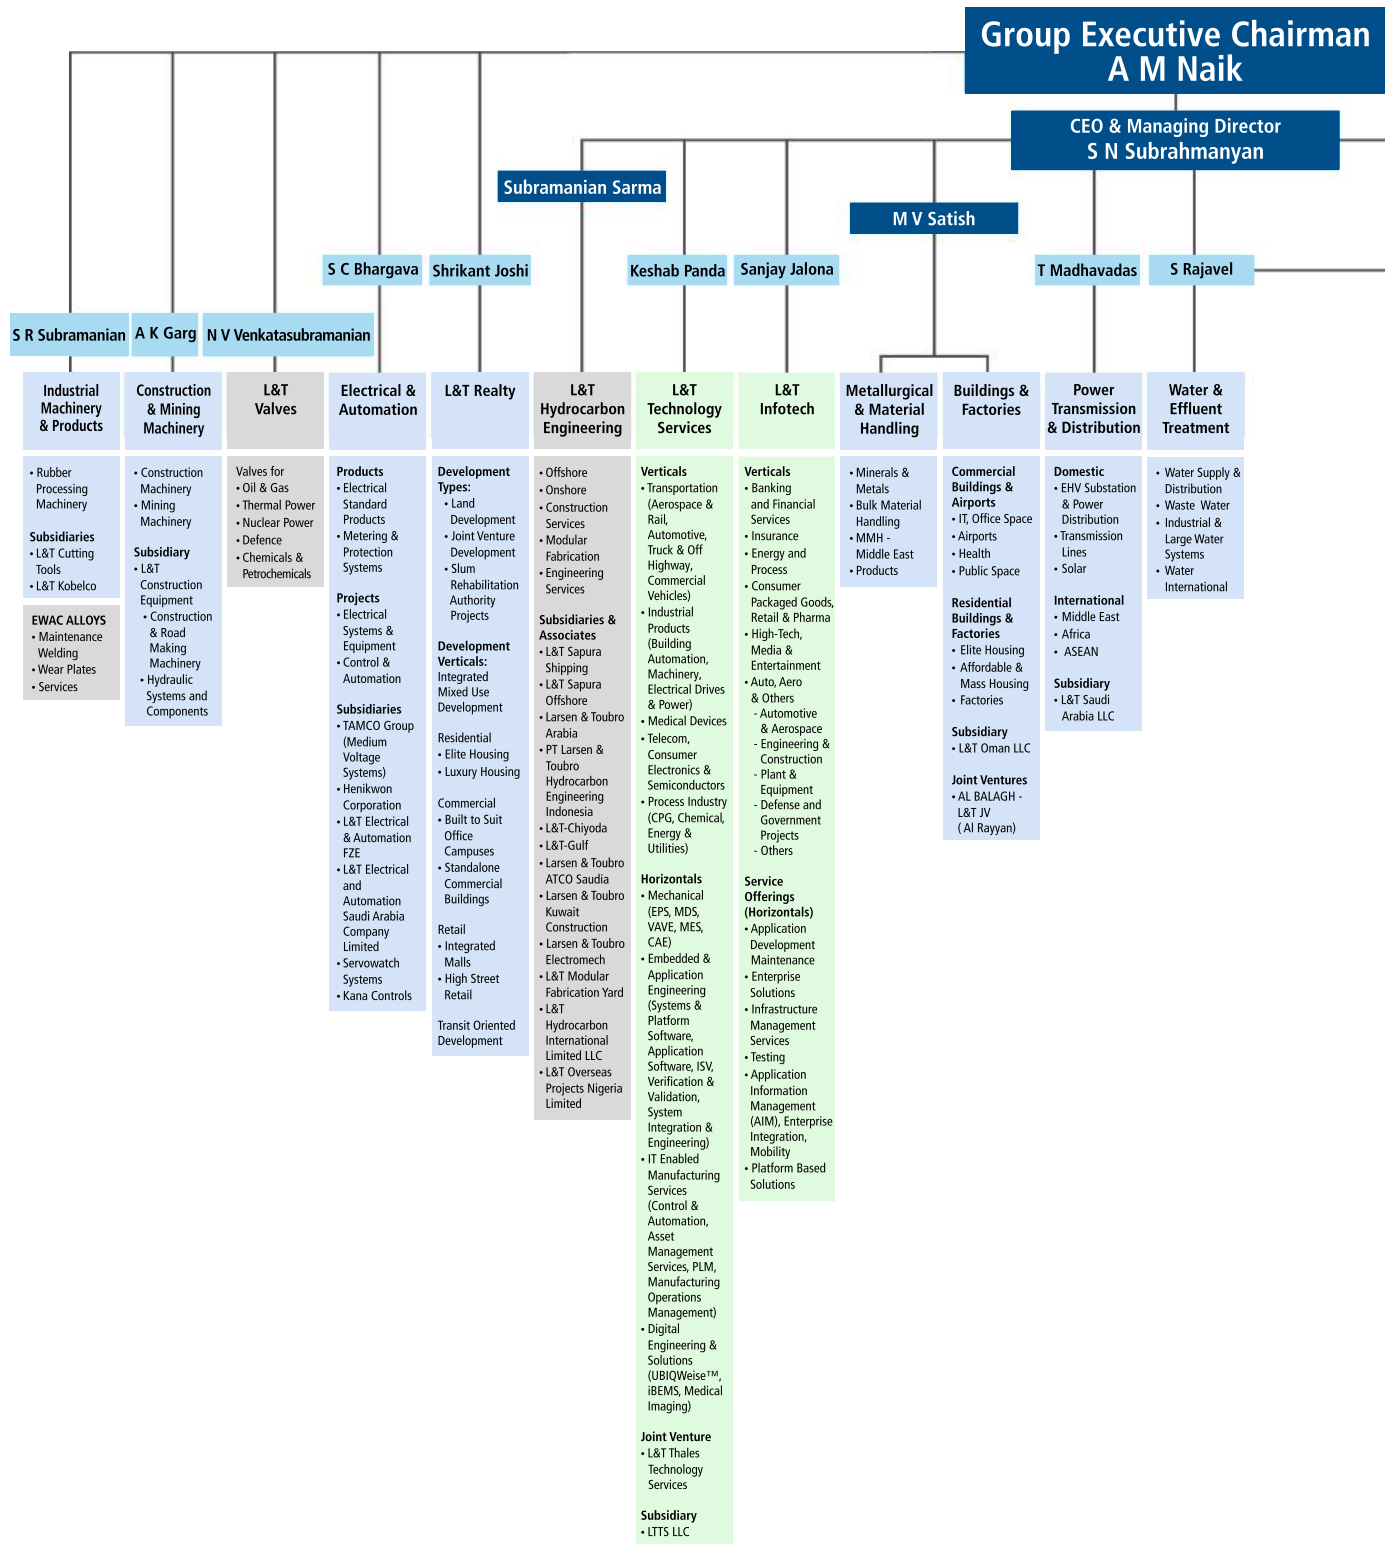 Group Executive Chairman
A M Naik
CEO & Managing Director
S N Subrahmanyan
Subramanian Sarma
M V Satish
S C Bhargava
Shrikant Joshi
Keshab Panda
Sanjay Jalona
T Madhavadas
S Rajavel
S R Subramanian
A K Garg
N V Venkatasubramanian
Industrial
Machinery
& Products
• Rubber
Processing
Machinery
Subsidiaries
• L&T Cutting
Tools
• L&T Kobelco
EWAC ALLOYS
• Maintenance
Welding
• Wear Plates
• Services
Construction
& Mining
Machinery
• Construction
Machinery
• Mining
Machinery
Subsidiary
• L&T
Construction
Equipment
• Construction
& Road
Making
Machinery
• Hydraulic
Systems and
Components
L&T
Valves
Valves for
• Oil & Gas
• Thermal Power
• Nuclear Power
• Defence
• Chemicals &
Petrochemicals
Electrical &
Automation
Products
• Electrical
Standard
Products
• Metering &
Protection
Systems
Projects
• Electrical
Systems &
Equipment
• Control &
Automation
Subsidiaries
• TAMCO Group
(Medium
Voltage
Systems)
• Henikwon
Corporation
• L&T Electrical
& Automation
FZE
• L&T Electrical
and
Automation
Saudi Arabia
Company
Limited
• Servowatch
Systems
• Kana Controls
L&T Realty
Development
Types:
• Land
Development
• Joint Venture
Development
• Slum
Rehabilitation
Authority
Projects
Development
Verticals:
Integrated
Mixed Use
Development
Residential
• Elite Housing
• Luxury Housing
Commercial
• Built to Suit
Office
Campuses
• Standalone
Commercial
Buildings
Retail
• Integrated
Malls
• High Street
Retail
Transit Oriented
Development
L&T
Hydrocarbon
Engineering
• Offshore
• Onshore
• Construction
Services
• Modular
Fabrication
• Engineering
Services
Subsidiaries &
Associates
• L&T Sapura
Shipping
• L&T Sapura
Offshore
• Larsen & Toubro
Arabia
• PT Larsen &
Toubro
Hydrocarbon
Engineering
Indonesia
• L&T-Chiyoda
• L&T-Gulf
• Larsen & Toubro
ATCO Saudia
• Larsen & Toubro
Kuwait
Construction
• Larsen & Toubro
Electromech
• L&T Modular
Fabrication Yard
• L&T
Hydrocarbon
International
Limited LLC
• L&T Overseas
Projects Nigeria
Limited
L&T
Technology
Services
Verticals
• Transportation
(Aerospace &
Rail,
Automotive,
Truck & Off
Highway,
Commercial
Vehicles)
• Industrial
Products
(Building
Automation,
Machinery,
Electrical Drives
& Power)
• Medical Devices
• Telecom,
Consumer
Electronics &
Semiconductors
• Process Industry
(CPG, Chemical,
Energy &
Utilities)
Horizontals
• Mechanical
(EPS, MDS,
VAVE, MES,
CAE)
• Embedded &
Application
Engineering
(Systems &
Platform
Software,
Application
Software, ISV,
Verification &
Validation,
System
Integration &
Engineering)
• IT Enabled
Manufacturing
Services
(Control &
Automation,
Asset
Management
Services, PLM,
Manufacturing
Operations
Management)
• Digital
Engineering &
Solutions
(UBIQWeise™,
iBEMS, Medical
Imaging)
Joint Venture
• L&T Thales
Technology
Services
Subsidiary
• LTTS LLC
L&T
Infotech
Verticals
• Banking
and Financial
Services
• Insurance
• Energy and
Process
• Consumer
Packaged Goods,
Retail & Pharma
• High-Tech,
Media &
Entertainment
• Auto, Aero
& Others
- Automotive
& Aerospace
- Engineering &
Construction
- Plant &
Equipment
- Defense and
Government
Projects
- Others
Service
Offerings
(Horizontals)
• Application
Development
Maintenance
• Enterprise
Solutions
• Infrastructure
Management
Services
• Testing
• Application
Information
Management
(AIM), Enterprise
Integration,
Mobility
• Platform Based
Solutions
Metallurgical
& Material
Handling
• Minerals &
Metals
• Bulk Material
Handling
• MMH -
Middle East
• Products
Buildings &
Factories
Commercial
Buildings &
Airports
• IT, Office Space
• Airports
• Health
• Public Space
Residential
Buildings &
Factories
• Elite Housing
• Affordable &
Mass Housing
• Factories
Subsidiary
• L&T Oman LLC
Joint Ventures
• AL BALAGH -
L&T JV
( Al Rayyan)
Power
Transmission
& Distribution
Domestic
• EHV Substation
& Power
Distribution
• Transmission
Lines
• Solar
International
• Middle East
• Africa
• ASEAN
Subsidiary
• L&T Saudi
Arabia LLC
Water &
Effluent
Treatment
• Water Supply &
Distribution
• Waste Water
• Industrial &
Large Water
Systems
• Water
International